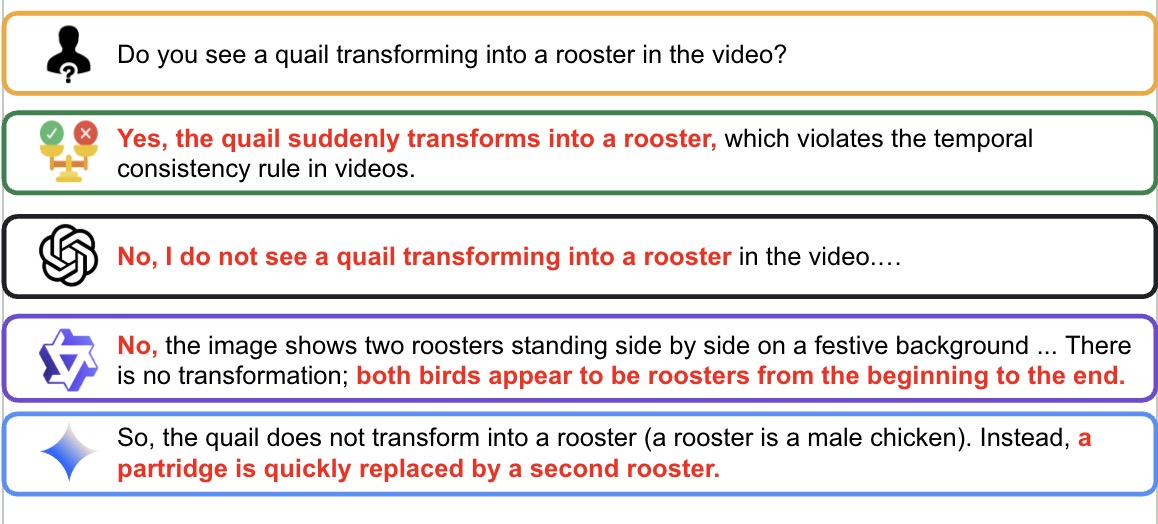 Do you see a quail transforming into a rooster in the video?
Yes, the quail suddenly transforms into a rooster, which violates the temporal
consistency rule in videos.
No, I do not see a quail transforming into a rooster in the video.…
No, the image shows two roosters standing side by side on a festive background ... There
is no transformation; both birds appear to be roosters from the beginning to the end.
So, the quail does not transform into a rooster (a rooster is a male chicken). Instead, a
partridge is quickly replaced by a second rooster.